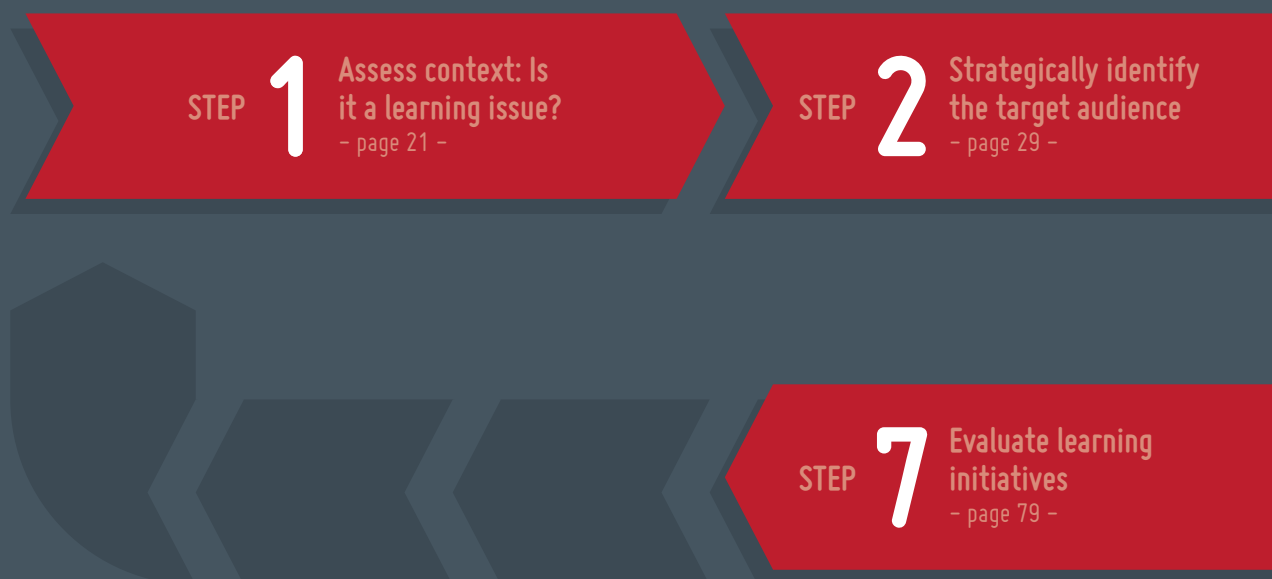 STEP 1
Assess context: Is
it a learning issue?
– page 21 –
STEP 2
Strategically identify
the target audience
– page 29 –
STEP 7
Evaluate learning
initiatives
– page 79 –